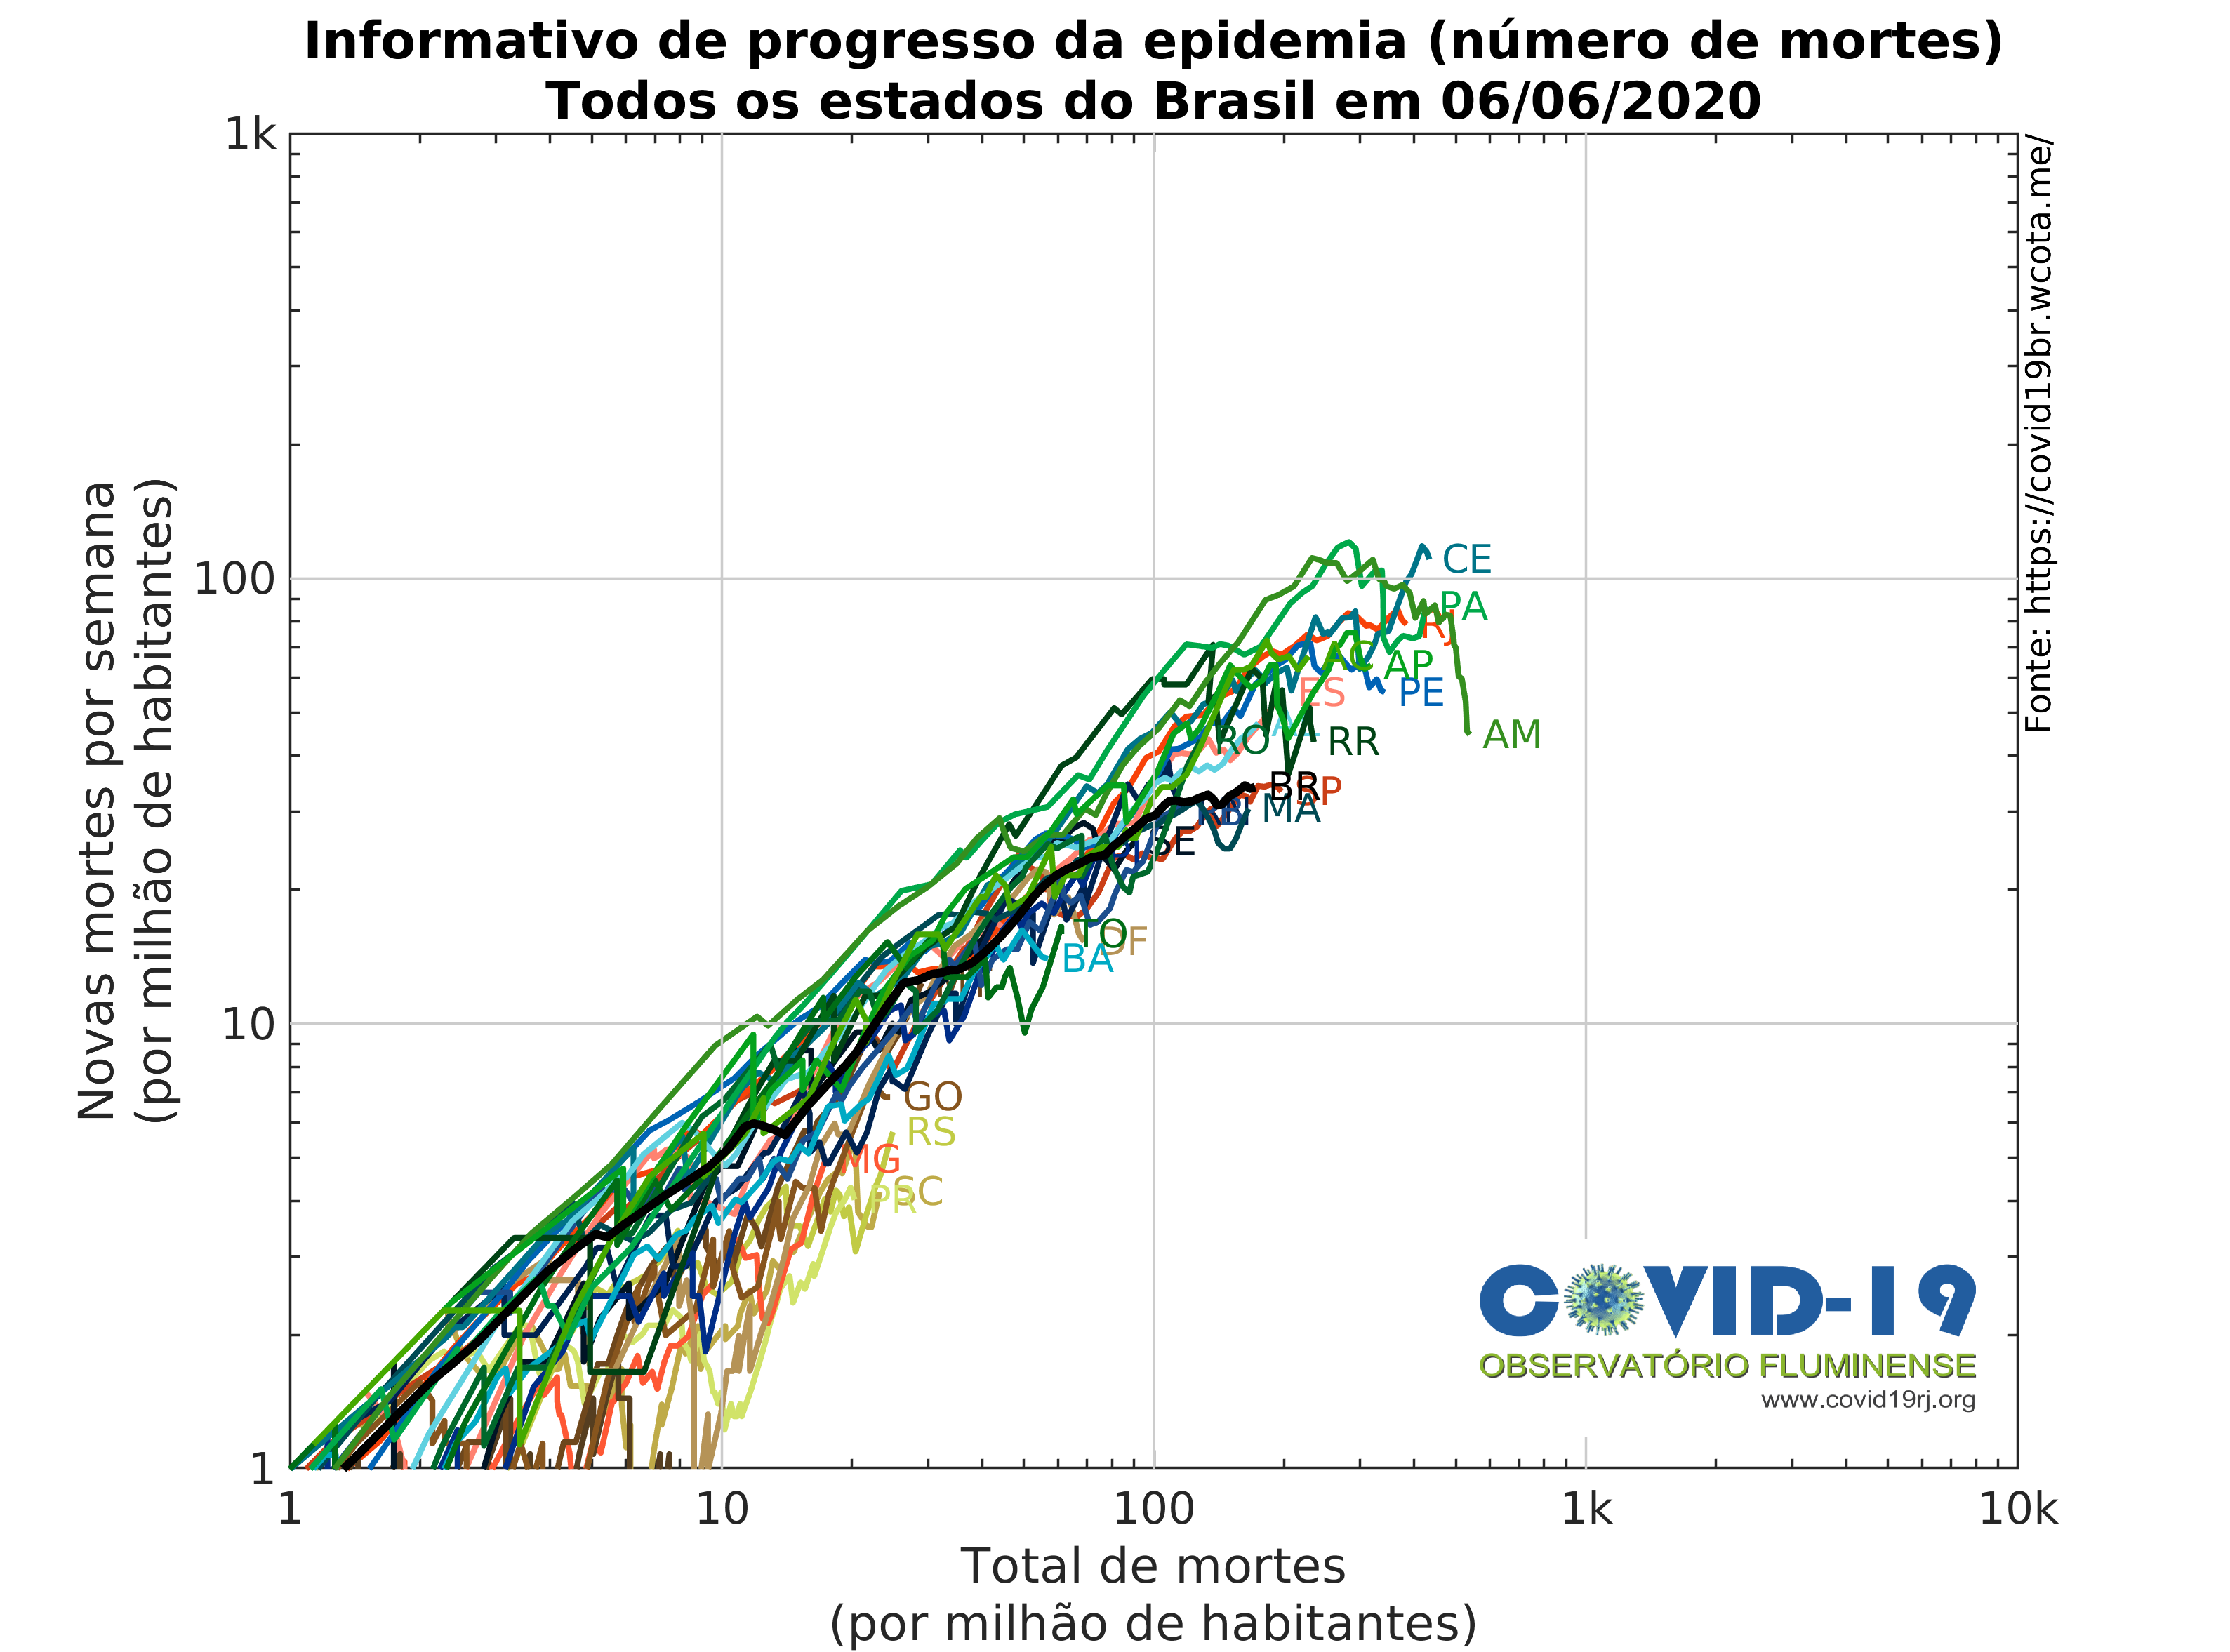 Informativo de progresso da epidemia (número de mortes)
Todos os estados do Brasil em 06/06/2020
1k
100
10
1
1
10
100
1k
10k
Novas mortes por semana
(por milhão de habitantes)
Total de mortes
(por milhão de habitantes)
Fonte: https://covid19br.wcota.me/
CE
PA
AP
ES
PE
AM
RO
RR
BR
SP
MA
TO
DF
BA
GO
RS
SC
PR
COVID-19
OBSERVATÓRIO FLUMINENSE
www.covid19rj.org